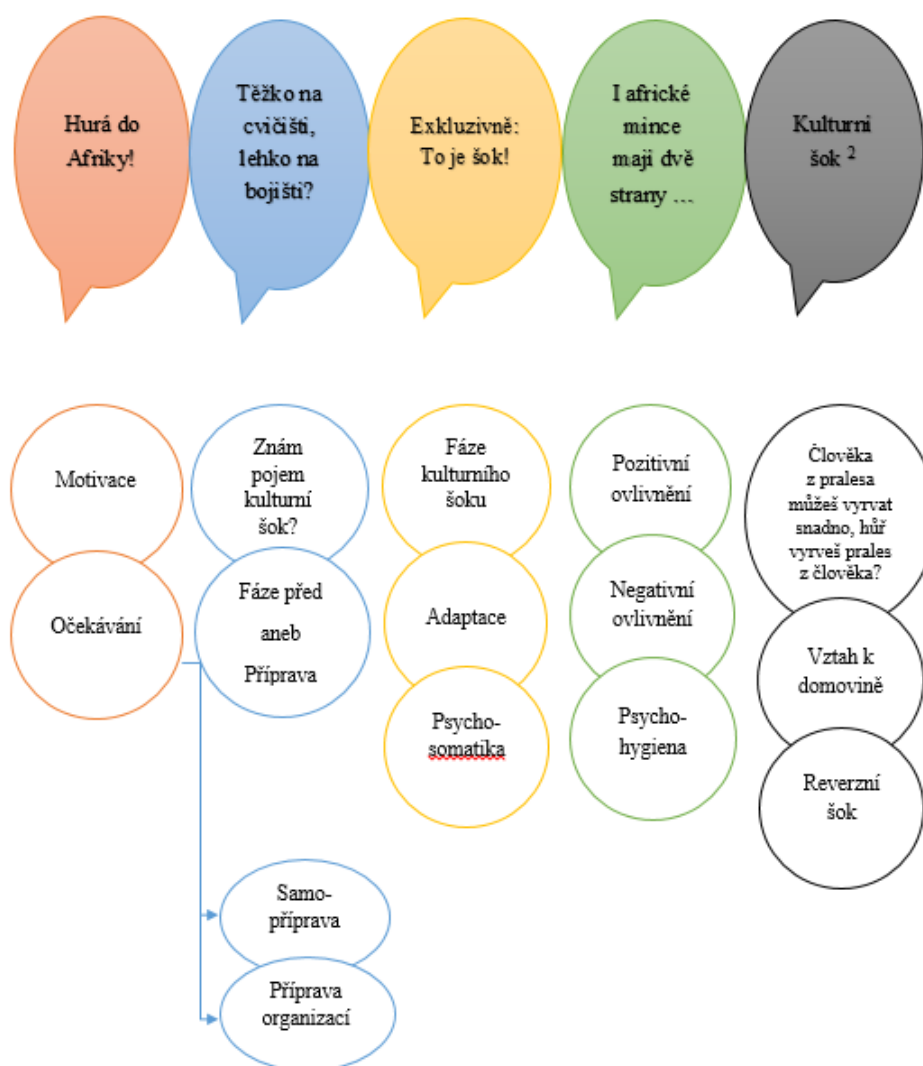 Hurá do
Afriky!
Těžko na
cvičišti,
lehko na
bojišti?
Exkluzivně:
To je šok!
I africké
mince
mají dvě
strany …
Kulturní
šok ²
Motivace
Očekávání
Znám
pojem
kulturní
šok?
Fáze před
aneb
Příprava
Samo-
příprava
Příprava
organizací
Fáze
kulturního
šoku
Adaptace
Psycho-
somatika
Pozitivní
ovlivnění
Negativní
ovlivnění
Psycho-
hygiena
Člověka
z pralesa
můžeš vyrvat
snadno, hůř
vyrveš prales
z člověka?
Vztah k
domovině
Reverzní
šok